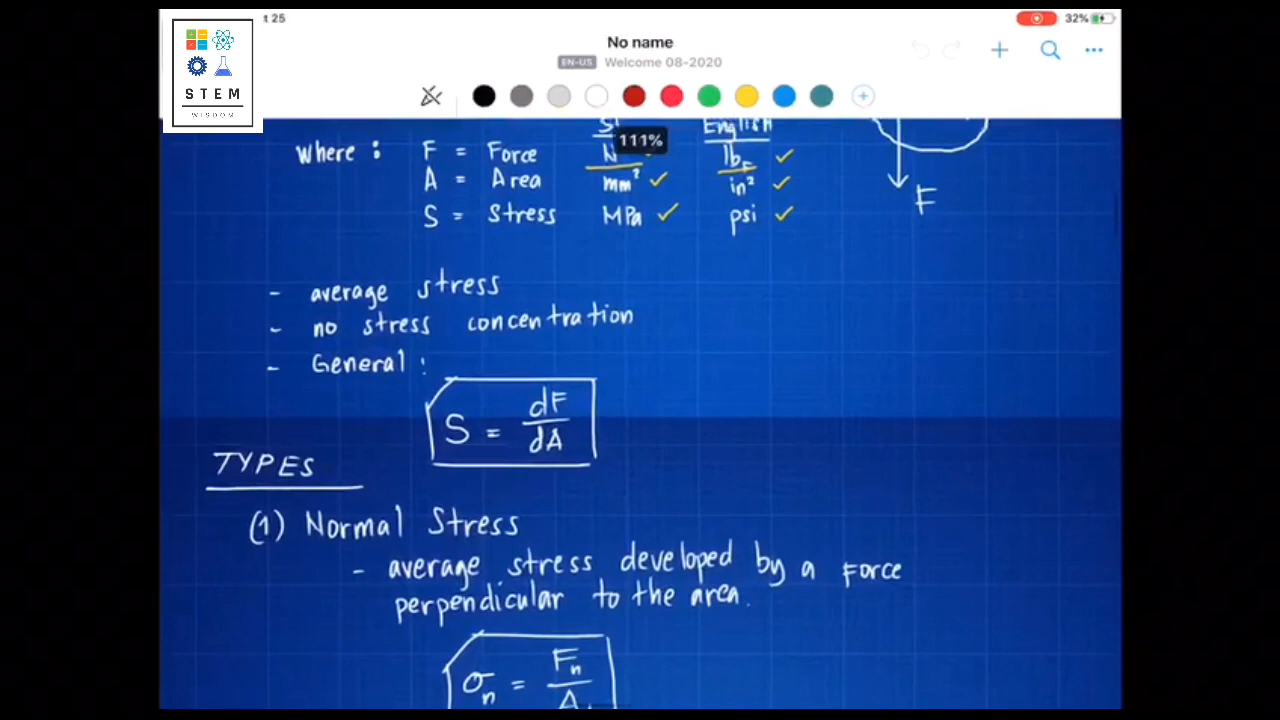 t 25
32%
STEM
WISDOM
No name
EN-US Welcome 08-2020
111%
SI English
Where : F = Force N lbF
A = Area mm² in²
S = Stress MPa psi
F
- average stress
- no stress concentration
- General :
S = dF/dA
TYPES
(1) Normal Stress
- average stress developed by a force
perpendicular to the area.
σn = Fn/A